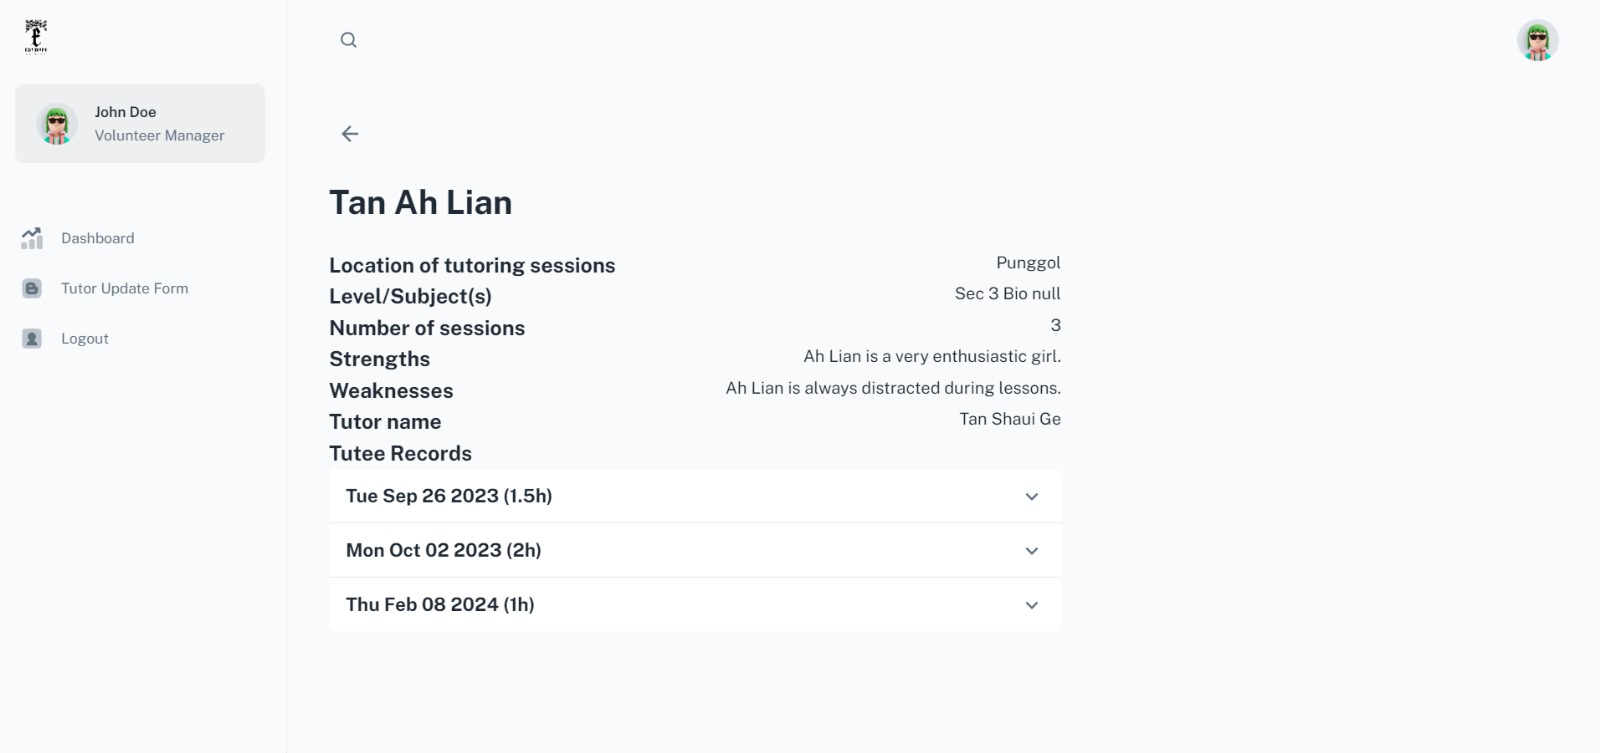 John Doe
Volunteer Manager
Dashboard
Tutor Update Form
Logout
Tan Ah Lian
Location of tutoring sessions Punggol
Level/Subject(s) Sec 3 Bio null
Number of sessions 3
Strengths Ah Lian is a very enthusiastic girl.
Weaknesses Ah Lian is always distracted during lessons.
Tutor name Tan Shaui Ge
Tutee Records
Tue Sep 26 2023 (1.5h)
Mon Oct 02 2023 (2h)
Thu Feb 08 2024 (1h)